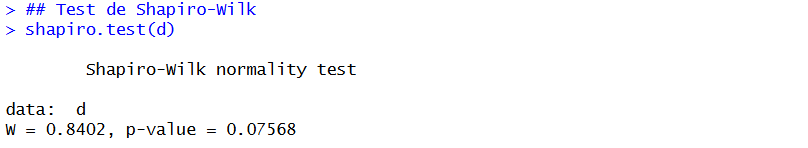 > ## Test de Shapiro-Wilk
> shapiro.test(d)
Shapiro-Wilk normality test
data:  d
W = 0.8402, p-value = 0.07568